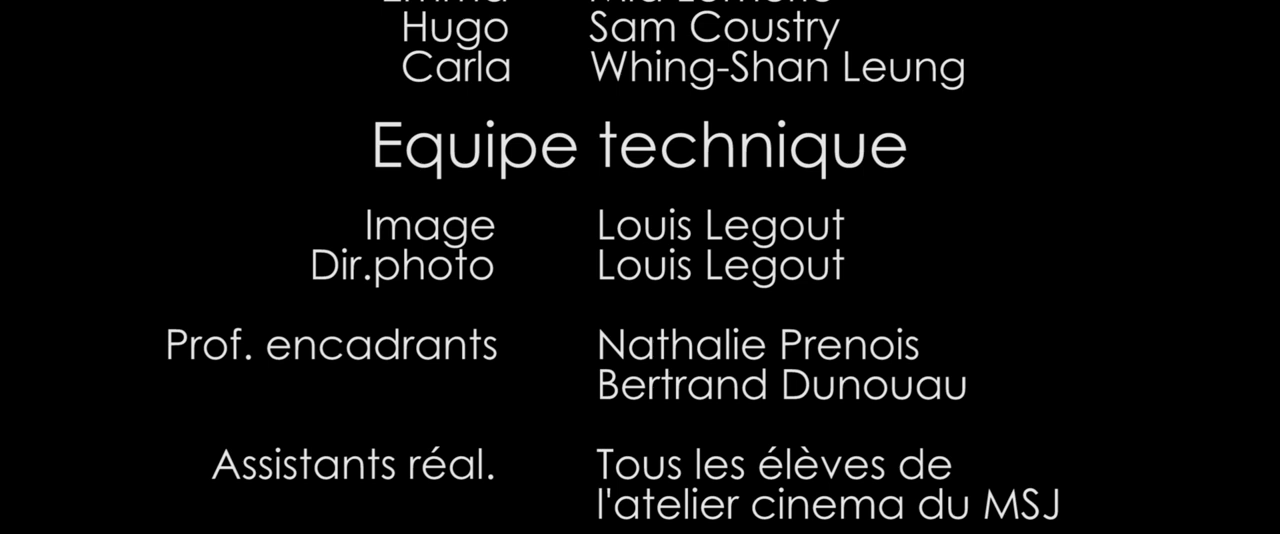 Hugo Sam Coustry
Carla Whing-Shan Leung
Equipe technique
Image Louis Legout
Dir.photo Louis Legout
Prof. encadrants Nathalie Prenois
Bertrand Dunouau
Assistants réal. Tous les élèves de
l'atelier cinema du MSJ